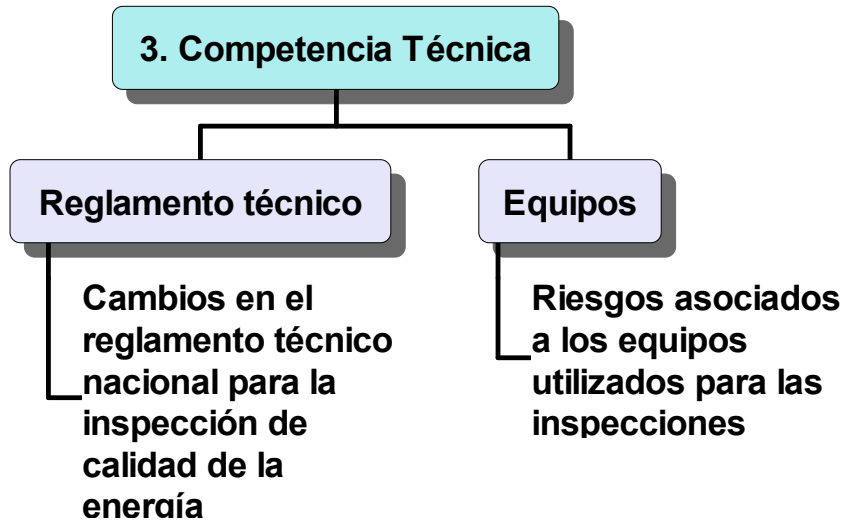 3. Competencia Técnica
Reglamento técnico
Equipos
Cambios en el
reglamento técnico
nacional para la
inspección de
calidad de la
energía
Riesgos asociados
a los equipos
utilizados para las
inspecciones